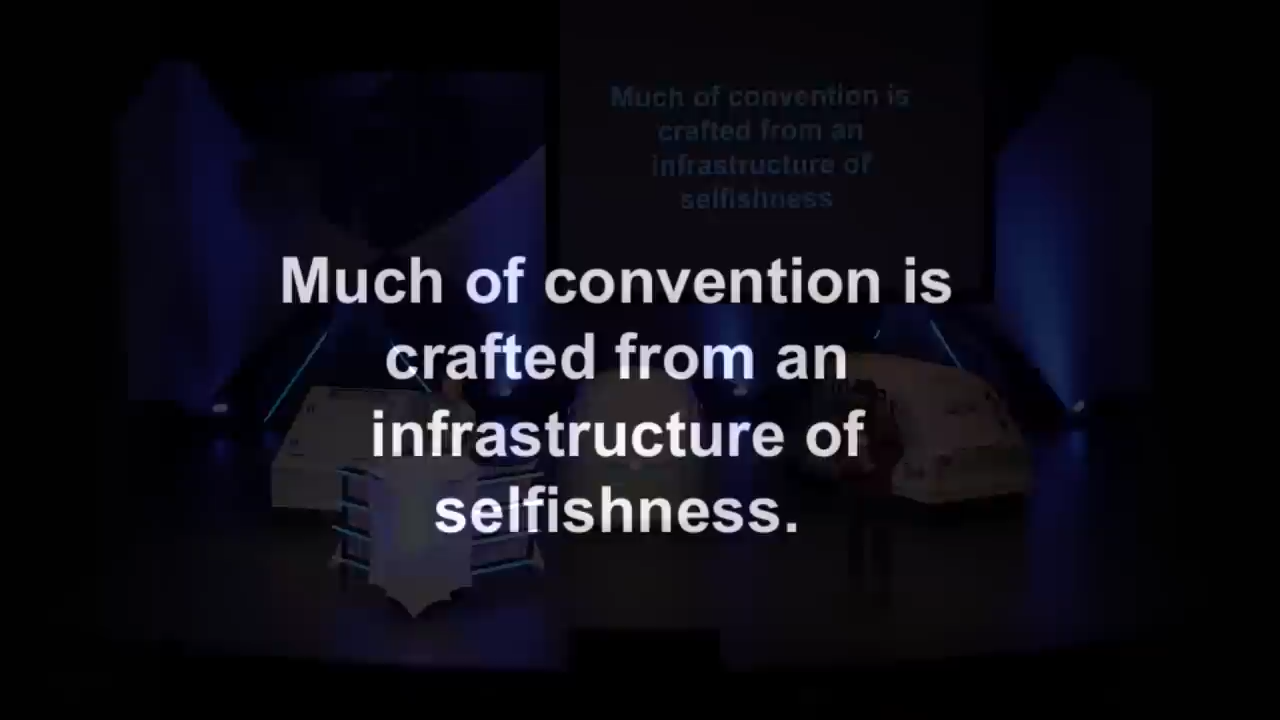 Much of convention is
crafted from an
infrastructure of
selfishness
Much of convention is
crafted from an
infrastructure of
selfishness.